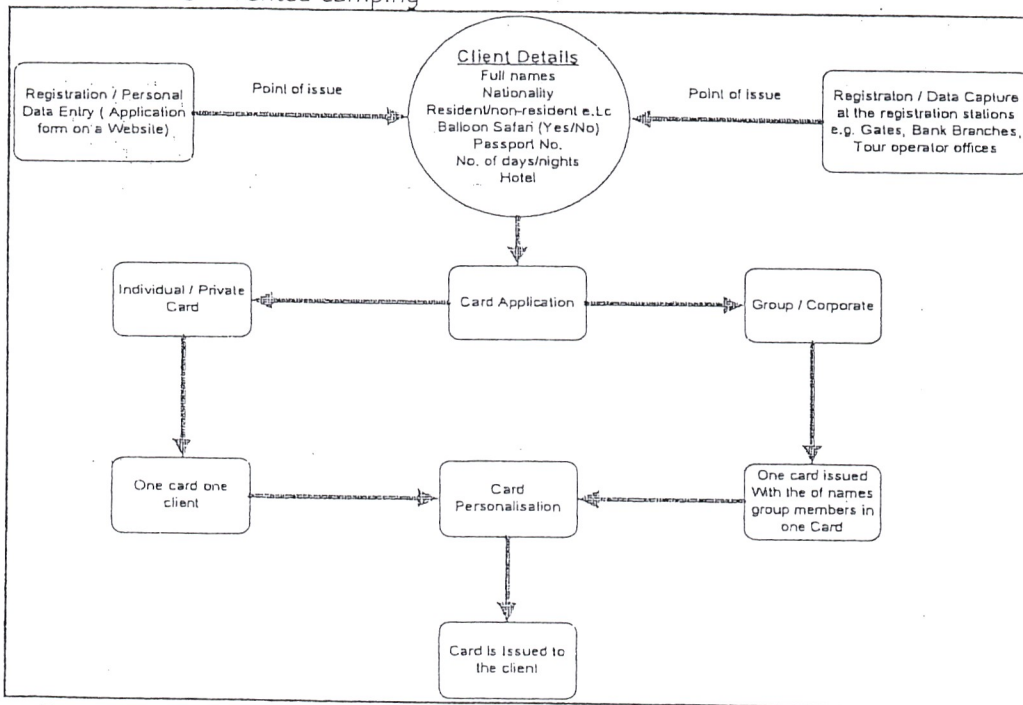 camping
Client Details
Full names
Nationality
Resident/non-resident e.Lc
Balloon Safari (Yes/No)
Passport No.
No. of days/nights
Hotel
Registration / Personal
Data Entry ( Application
form on a Website)
Point of issue
Point of issue
Registraton / Data Capture
at the registration stations
e.g. Gates, Bank Branches,
Tour operator offices
Individual / Private
Card
Card Application
Group / Corporate
One card one
client
Card
Personalisation
One card issued
With the of names
group members in
one Card
Card is Issued to
the client